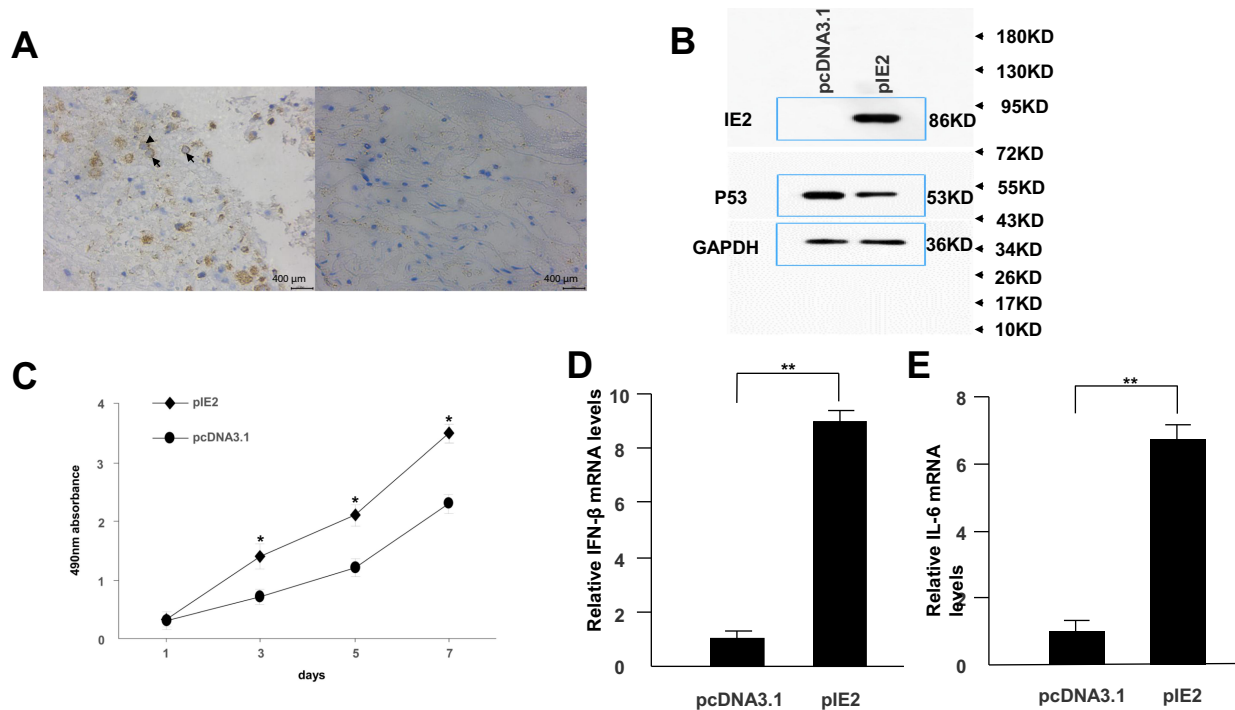 A
400 µm
400 µm
B
pcDNA3.1
pIE2
IE2
P53
GAPDH
86KD
53KD
36KD
180KD
130KD
95KD
72KD
55KD
43KD
34KD
26KD
17KD
10KD
C
pIE2
pcDNA3.1
490nm absorbance
4
3
2
1
0
*
*
*
1
3
5
7
days
D
Relative IFN-β mRNA levels
10
8
6
4
2
0
**
pcDNA3.1
pIE2
E
Relative IL-6 mRNA
levels
8
6
4
2
0
**
pcDNA3.1
pIE2